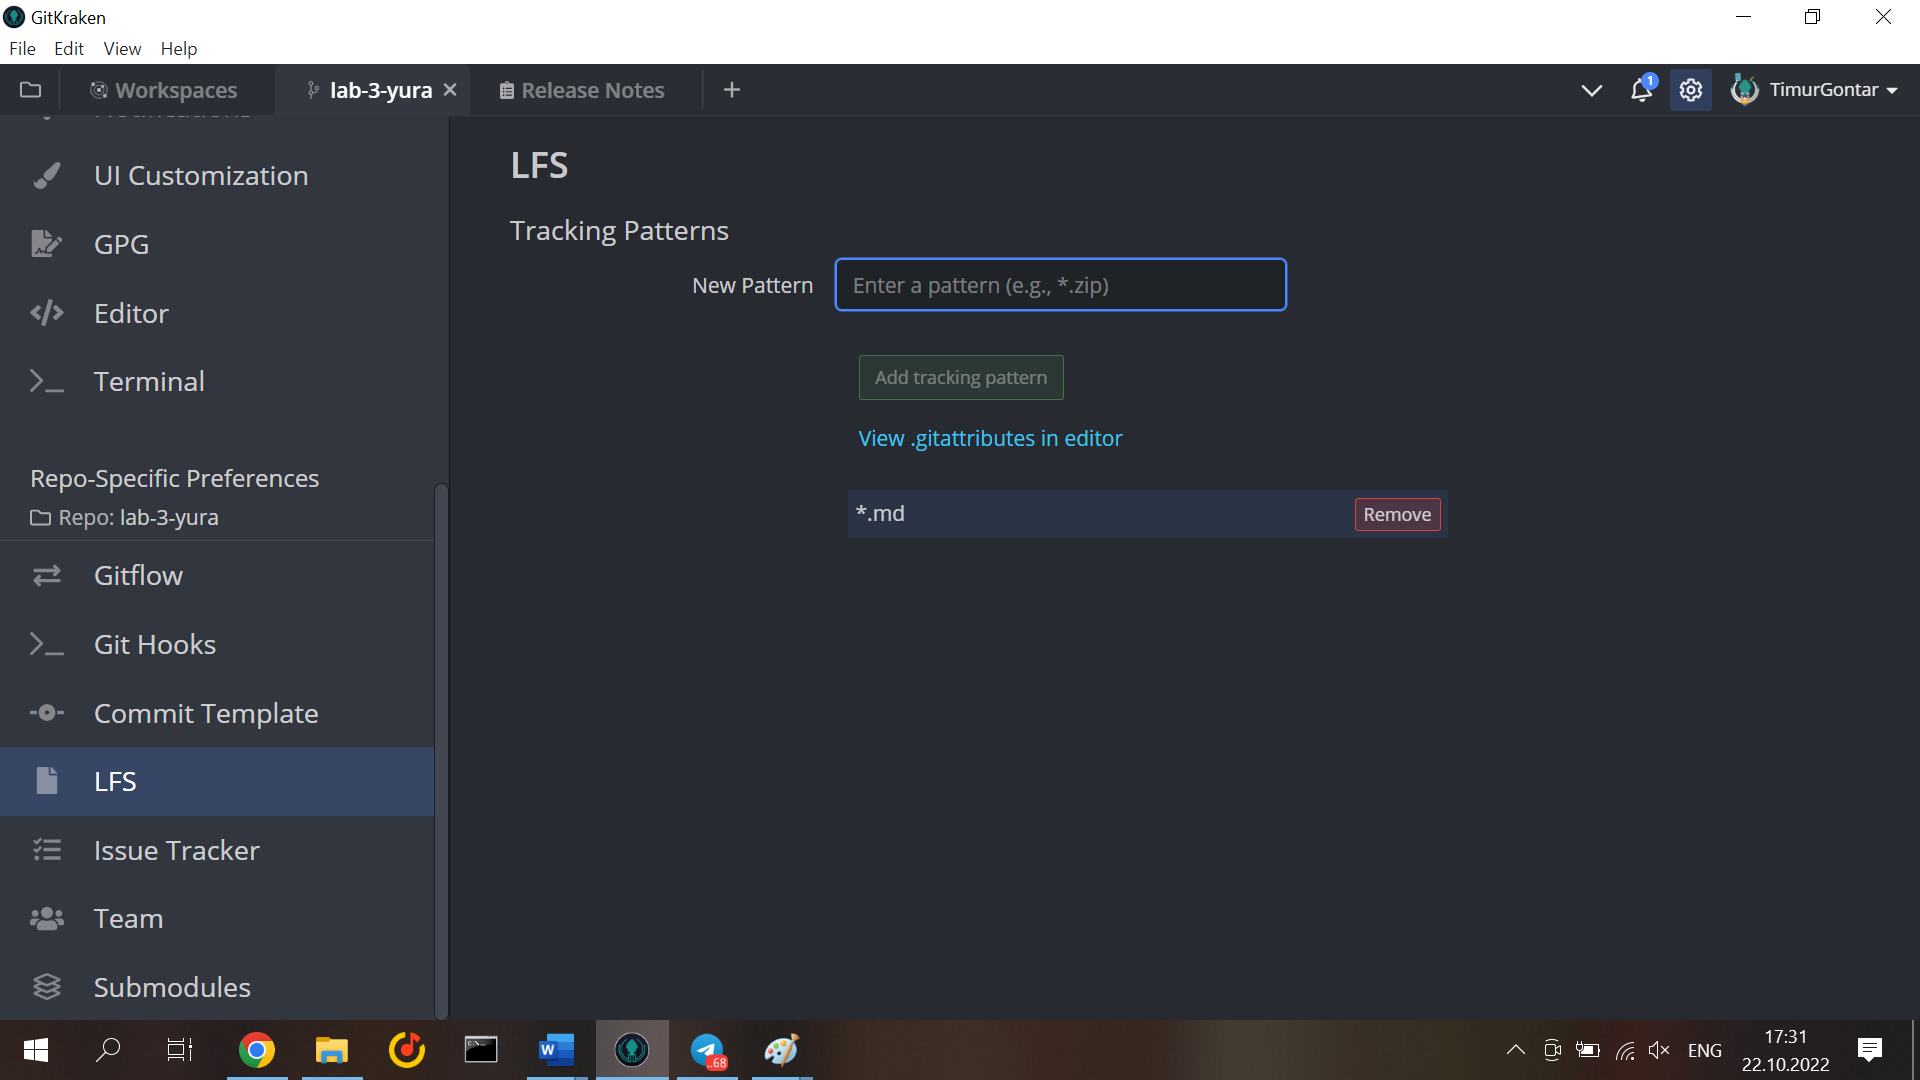 GitKraken
File Edit View Help
Workspaces lab-3-yura Release Notes 1 TimurGontar
Notifications
UI Customization
GPG
Editor
Terminal
Repo-Specific Preferences
Repo: lab-3-yura
Gitflow
Git Hooks
Commit Template
LFS
Issue Tracker
Team
Submodules
LFS
Tracking Patterns
New Pattern Enter a pattern (e.g., *.zip)
Add tracking pattern
View .gitattributes in editor
*.md Remove
..68
ENG
17:31
22.10.2022